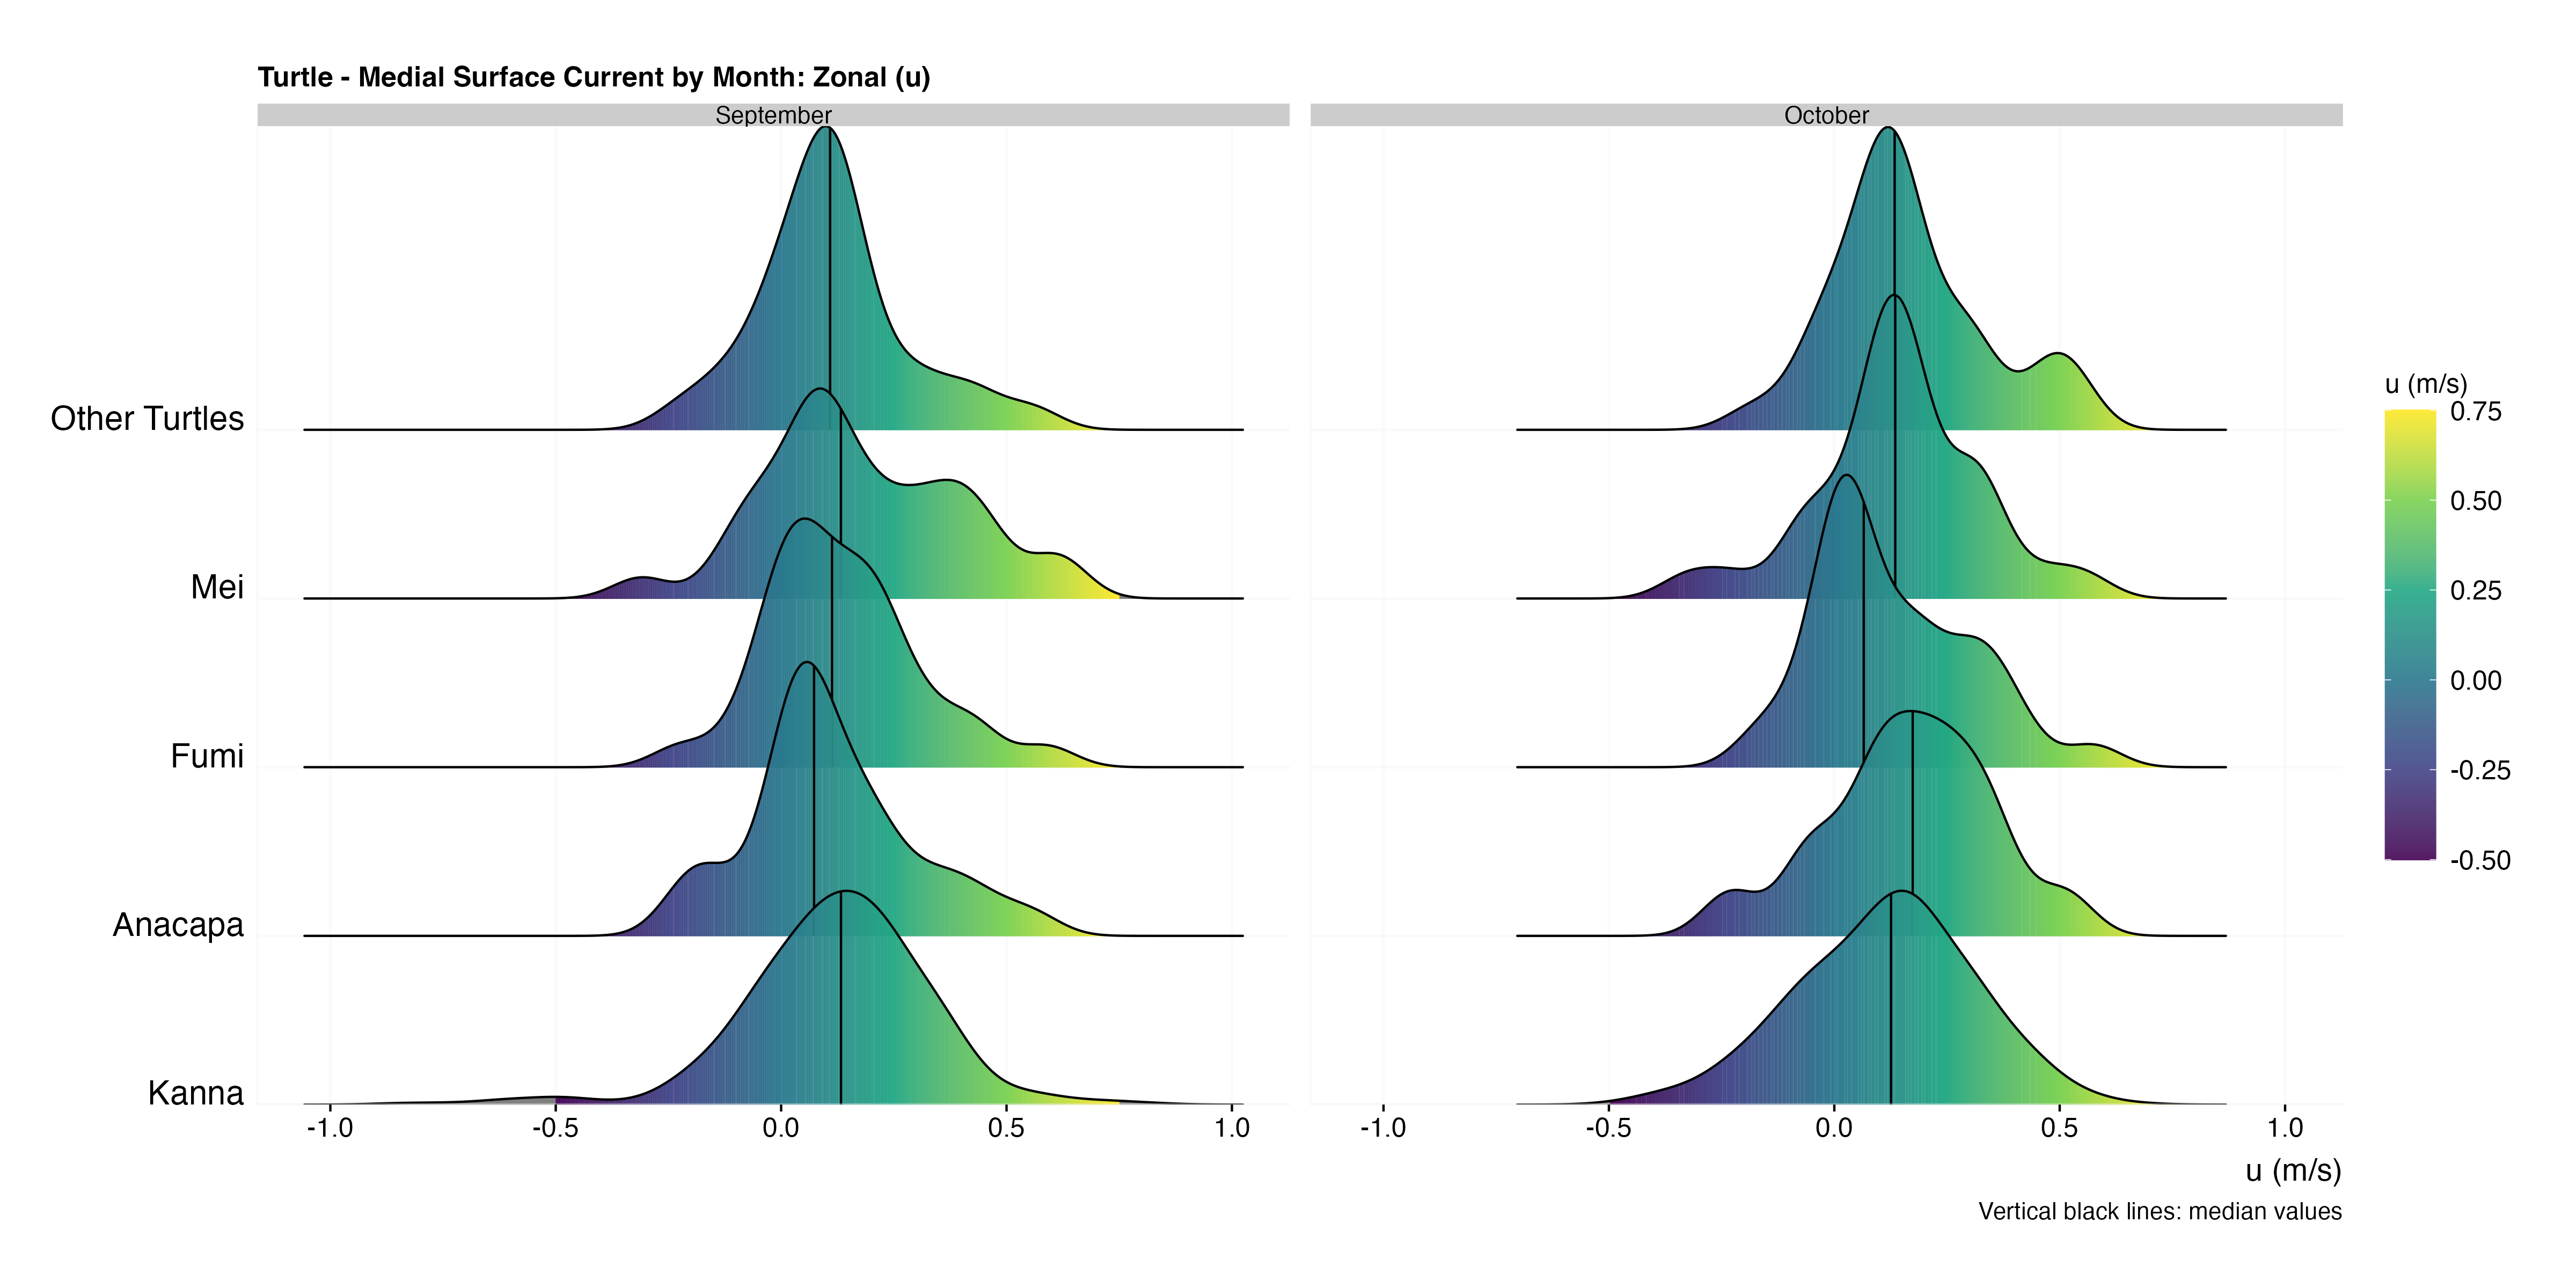 Turtle - Medial Surface Current by Month: Zonal (u)
September
October
Other Turtles
Mei
Fumi
Anacapa
Kanna
-1.0 -0.5 0.0 0.5 1.0
-1.0 -0.5 0.0 0.5 1.0
u (m/s)
Vertical black lines: median values
u (m/s)
0.75
0.50
0.25
0.00
-0.25
-0.50